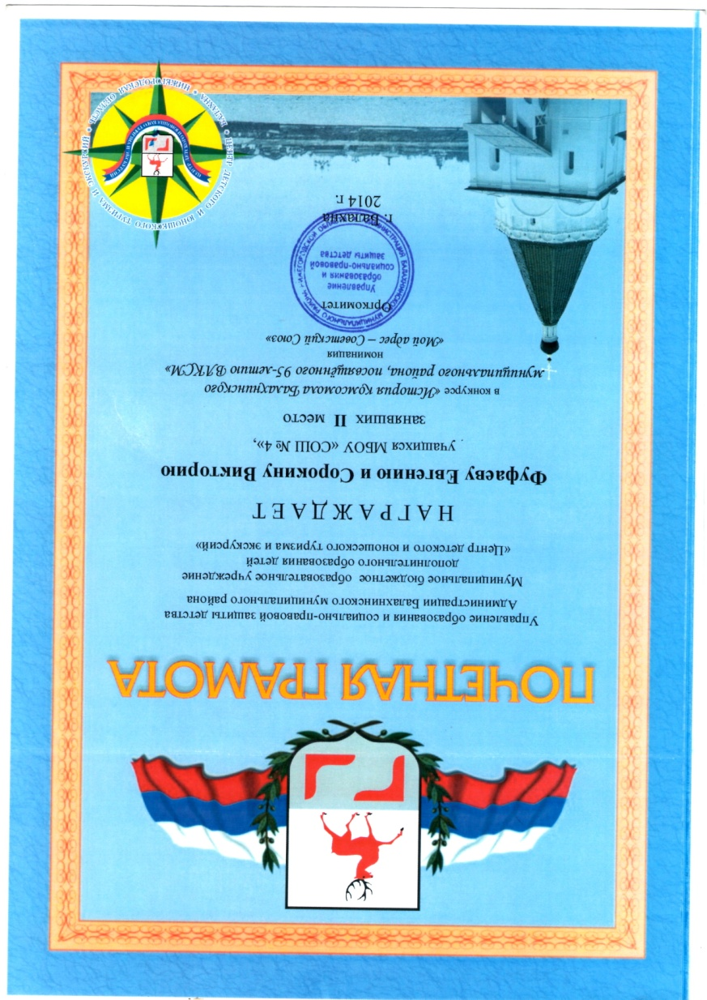 ПОЧЕТНАЯ ГРАМОТА
Управление образования и социально-правовой защиты детства
Администрации Балахнинского муниципального района
Муниципальное бюджетное образовательное учреждение
дополнительного образования детей
«Центр детского и юношеского туризма и экскурсий»
НАГРАЖДАЕТ
Фуфаеву Евгению и Сорокину Викторию
учащихся МБОУ «СОШ № 4»,
занявших II место
в конкурсе «История комсомола Балахнинского
муниципального района, посвящённого 95-летию ВЛКСМ»
номинация
«Мой адрес – Советский Союз»
Оргкомитет
Управление
образования и
социально-правовой
защиты детства
г. Балахна
2014 г
ЦЕНТР ДЕТСКОГО И ЮНОШЕСКОГО ТУРИЗМА И ЭКСКУРСИЙ * НИЖЕГОРОДСКАЯ ОБЛАСТЬ * БАЛАХНА *